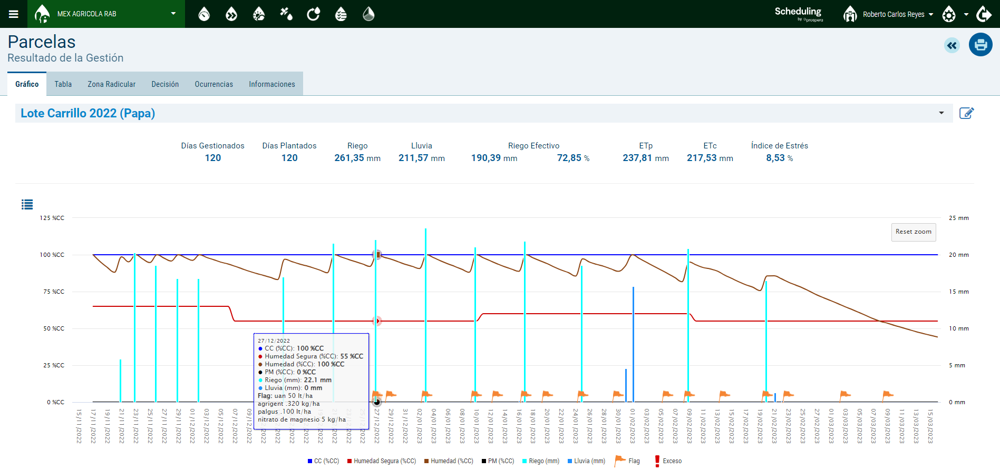 MEX AGRICOLA RAB
Scheduling
by prospera
Roberto Carlos Reyes
Parcelas
Resultado de la Gestión
Gráfico Tabla Zona Radicular Decisión Ocurrencias Informaciones
Lote Carrillo 2022 (Papa)
Días Gestionados Días Plantados Riego Lluvia Riego Efectivo ETp ETc Índice de Estrés
120 120 261,35 mm 211,57 mm 190,39 mm 72,85 % 237,81 mm 217,53 mm 8,53 %
125 %CC 25 mm
Reset zoom
100 %CC 20 mm
75 %CC 15 mm
50 %CC 10 mm
27/12/2022
CC (%CC): 100 %CC
Humedad Segura (%CC): 55 %CC
Humedad (%CC): 100 %CC
25 %CC 5 mm
PM (%CC): 0 %CC
Riego (mm): 22.1 mm
Lluvia (mm): 0 mm
Flag: uan 50 lt/ha
0 %CC 0 mm
agrigent .320 kg/ha
palgus .100 lt/ha
nitrato de magnesio 5 kg/ha
15/11/2022 17/11/2022 19/11/2022 21/11/2022 23/11/2022 25/11/2022 27/11/2022 29/11/2022 01/12/2022 03/12/2022 05/12/2022 07/12/2022 09/12/2022 27/12/2022 29/12/2022 31/12/2022 02/01/2023 04/01/2023 06/01/2023 08/01/2023 10/01/2023 12/01/2023 14/01/2023 16/01/2023 18/01/2023 20/01/2023 22/01/2023 24/01/2023 26/01/2023 28/01/2023 30/01/2023 01/02/2023 03/02/2023 05/02/2023 07/02/2023 09/02/2023 11/02/2023 13/02/2023 15/02/2023 17/02/2023 19/02/2023 21/02/2023 23/02/2023 25/02/2023 27/02/2023 01/03/2023 03/03/2023 05/03/2023 07/03/2023 09/03/2023 11/03/2023 13/03/2023 15/03/2023
CC (%CC) Humedad Segura (%CC) Humedad (%CC) PM (%CC) Riego (mm) Lluvia (mm) Flag Exceso